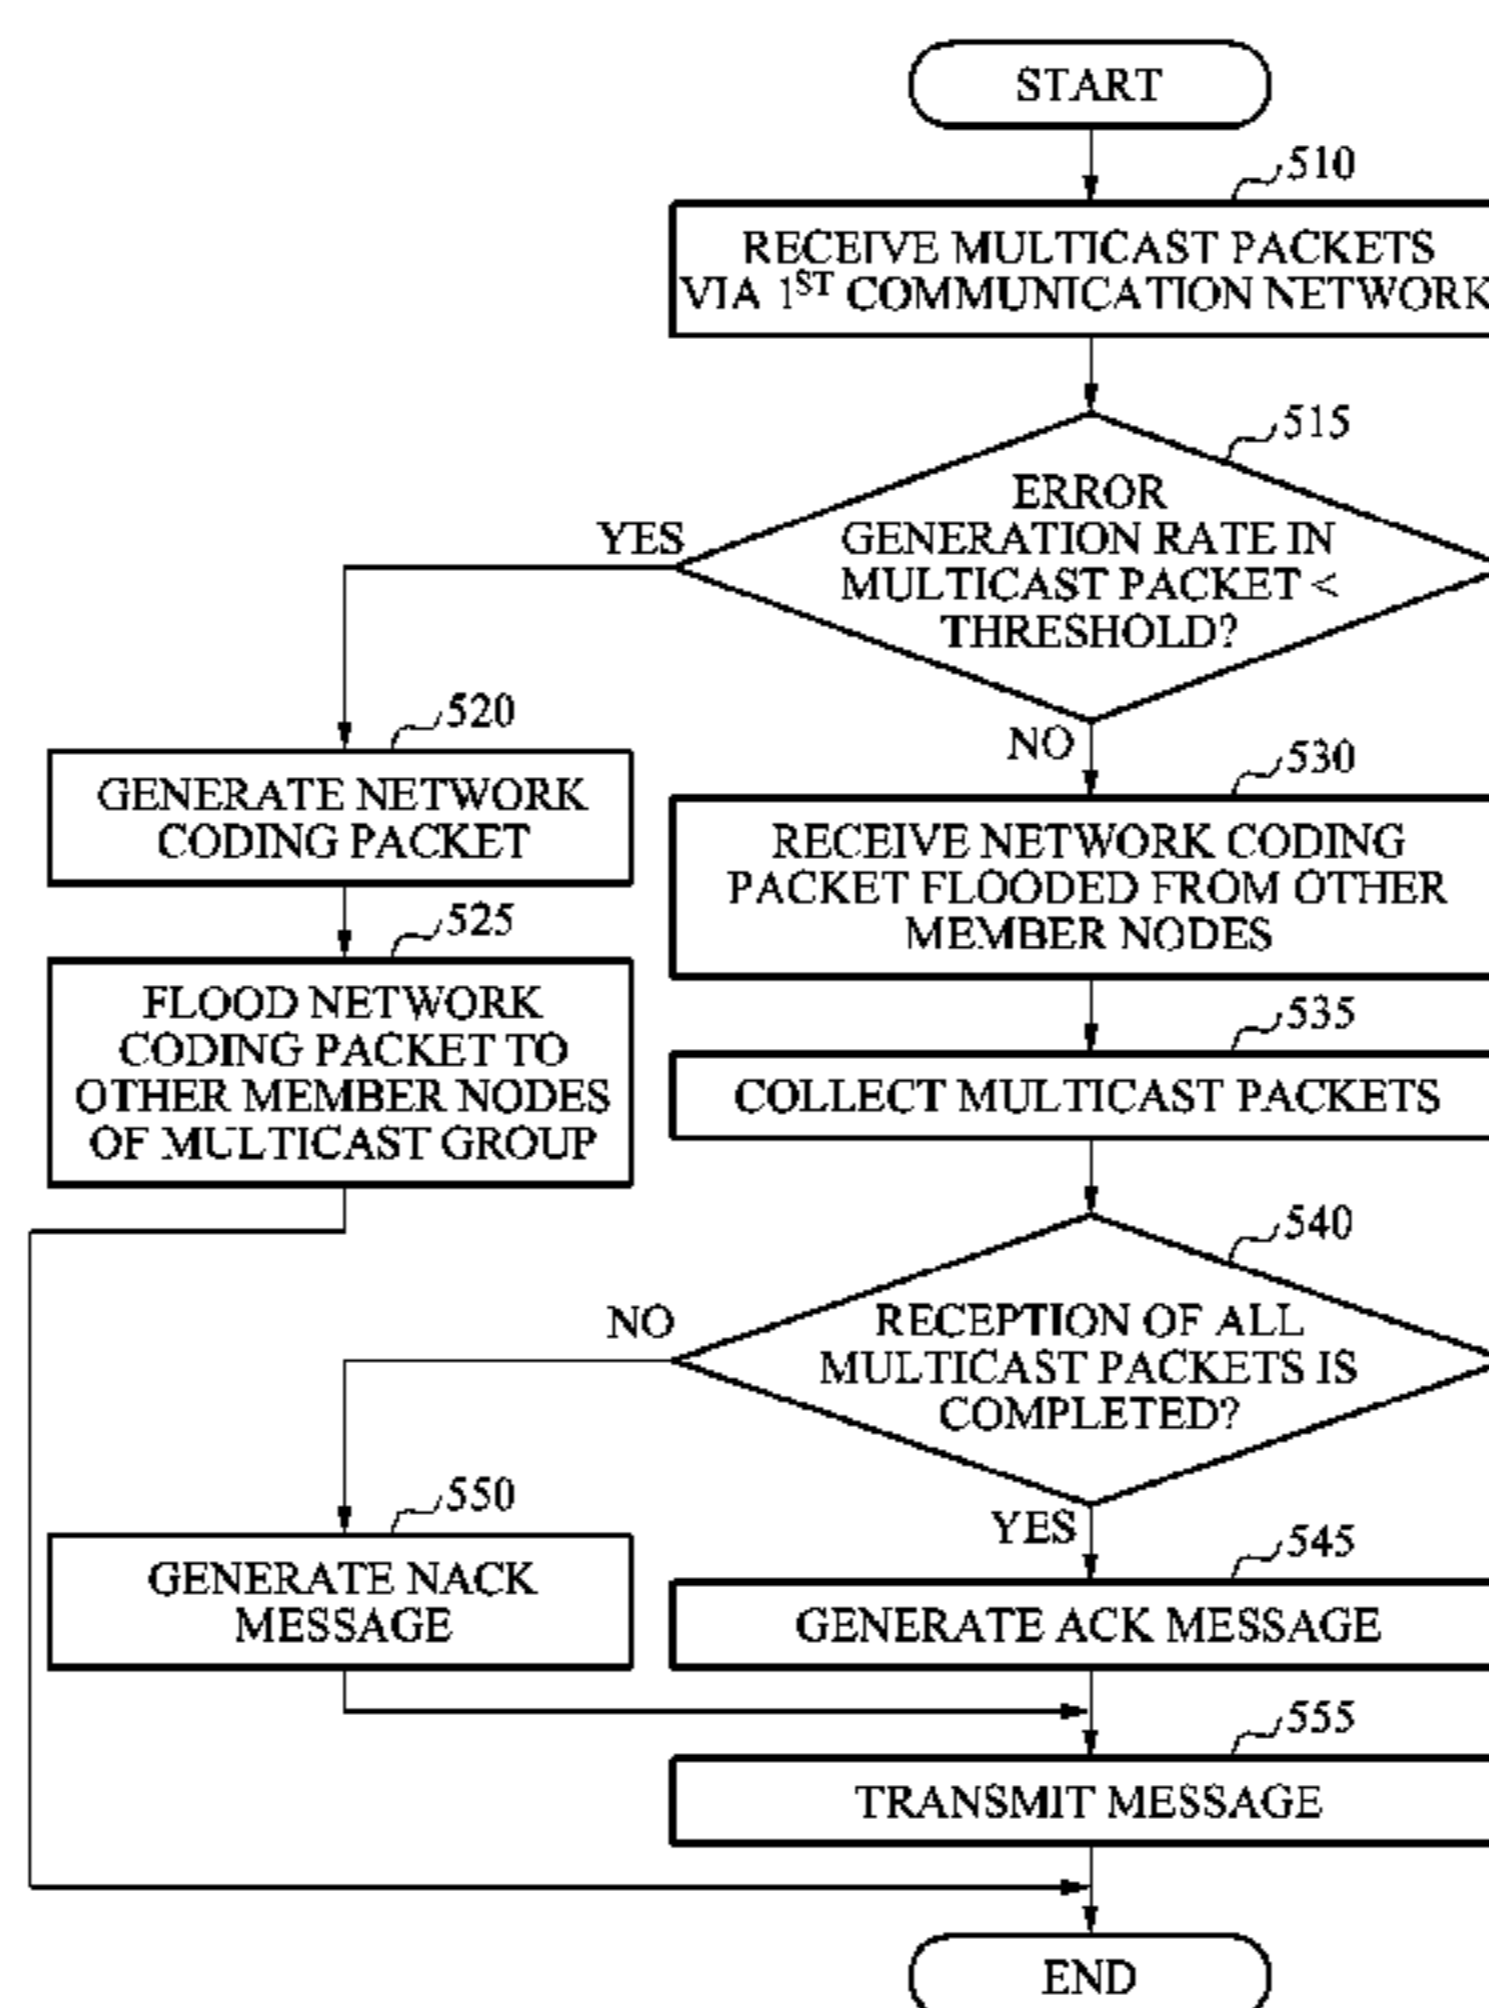 START
510
RECEIVE MULTICAST PACKETS
VIA 1ST COMMUNICATION NETWORK
515
ERROR
GENERATION RATE IN
MULTICAST PACKET <
THRESHOLD?
YES
NO
520
GENERATE NETWORK
CODING PACKET
525
FLOOD NETWORK
CODING PACKET TO
OTHER MEMBER NODES
OF MULTICAST GROUP
530
RECEIVE NETWORK CODING
PACKET FLOODED FROM OTHER
MEMBER NODES
535
COLLECT MULTICAST PACKETS
540
RECEPTION OF ALL
MULTICAST PACKETS IS
COMPLETED?
NO
YES
550
GENERATE NACK
MESSAGE
545
GENERATE ACK MESSAGE
555
TRANSMIT MESSAGE
END